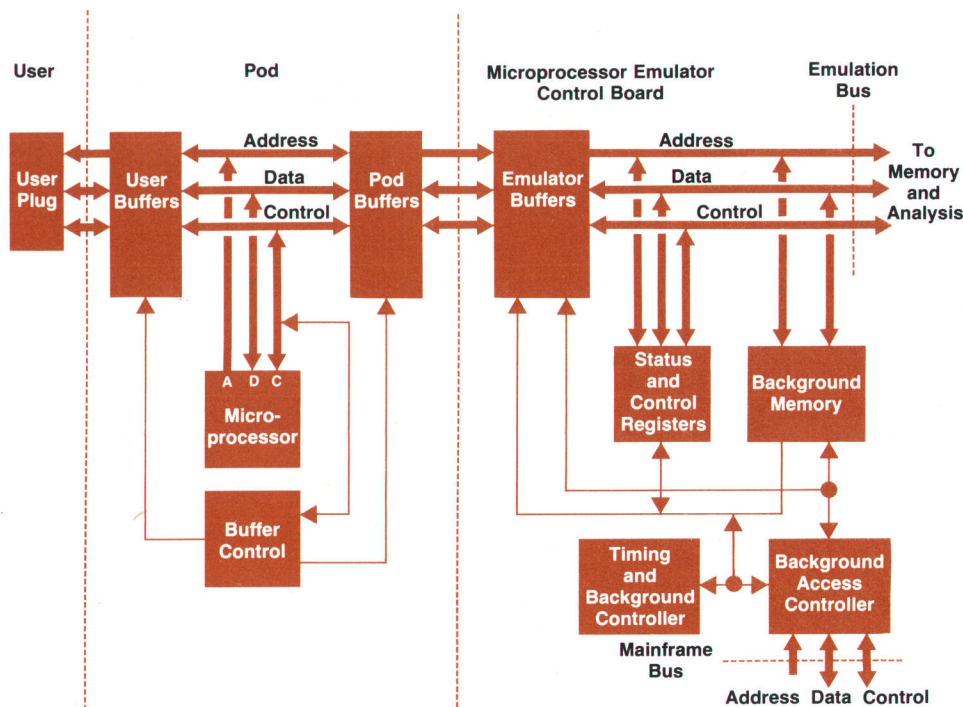 User
Pod
Microprocessor Emulator
Control Board
Emulation
Bus
User
Plug
User
Buffers
Address
Data
Control
Pod
Buffers
Emulator
Buffers
Address
Data
Control
To
Memory
and
Analysis
A D C
Micro-
processor
Buffer
Control
Status
and
Control
Registers
Background
Memory
Timing
and
Background
Controller
Background
Access
Controller
Mainframe
Bus
Address Data Control